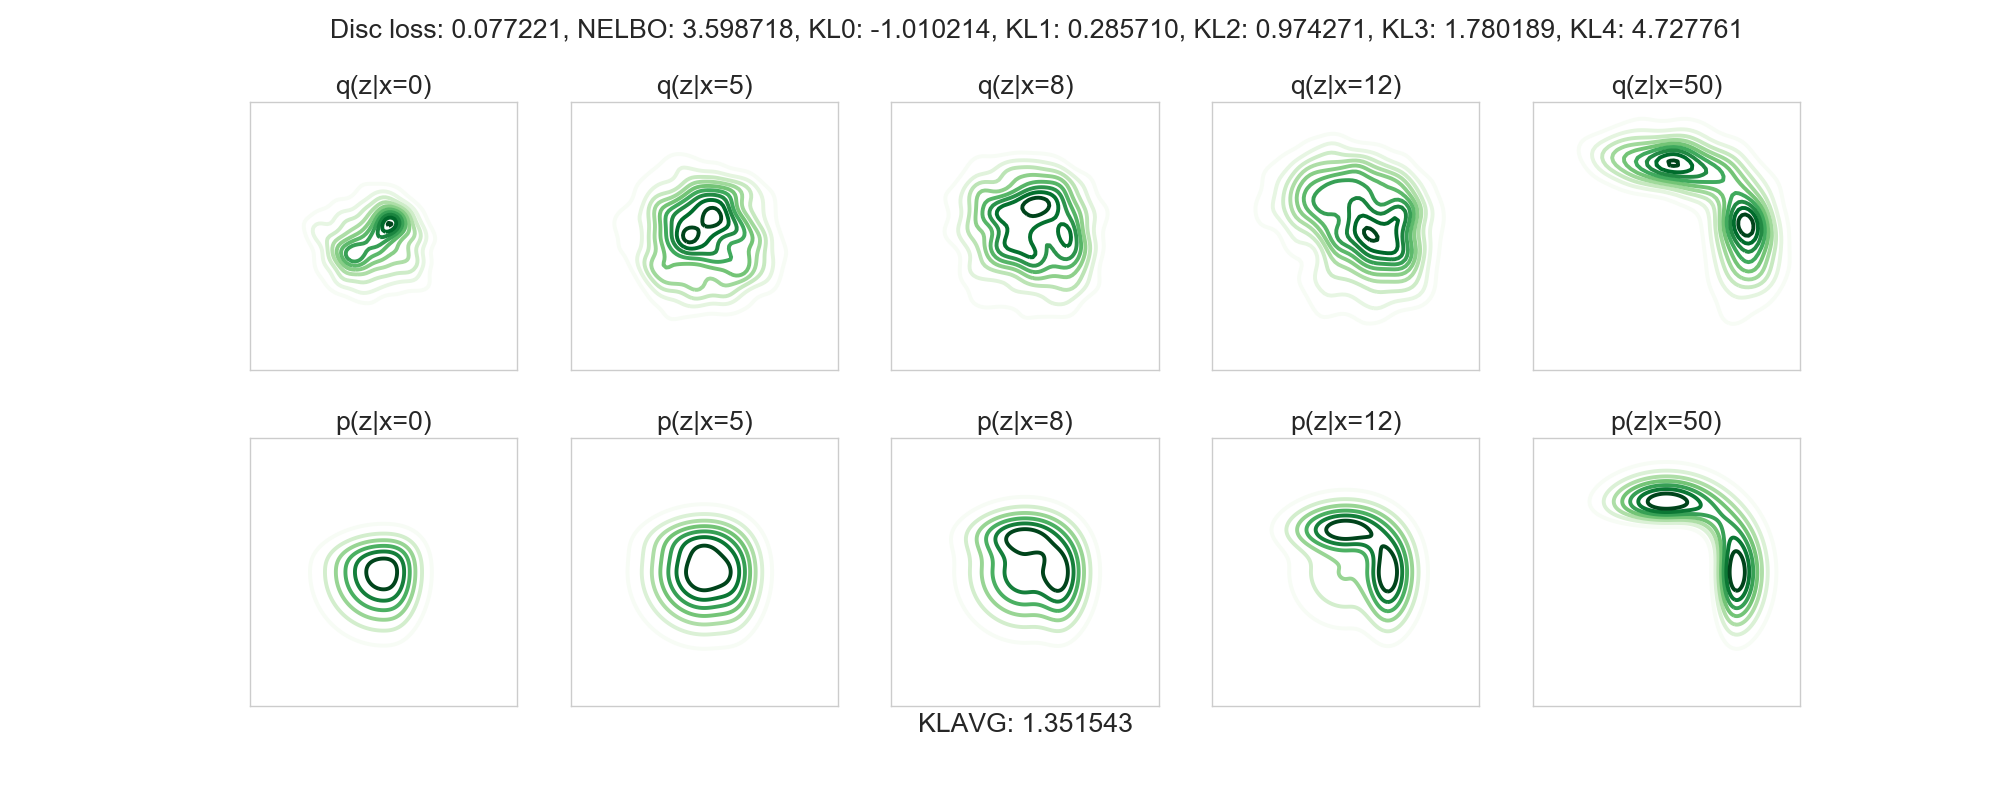 Disc loss: 0.077221, NELBO: 3.598718, KL0: -1.010214, KL1: 0.285710, KL2: 0.974271, KL3: 1.780189, KL4: 4.727761
q(z|x=0) q(z|x=5) q(z|x=8) q(z|x=12) q(z|x=50)
p(z|x=0) p(z|x=5) p(z|x=8) p(z|x=12) p(z|x=50)
KLAVG: 1.351543